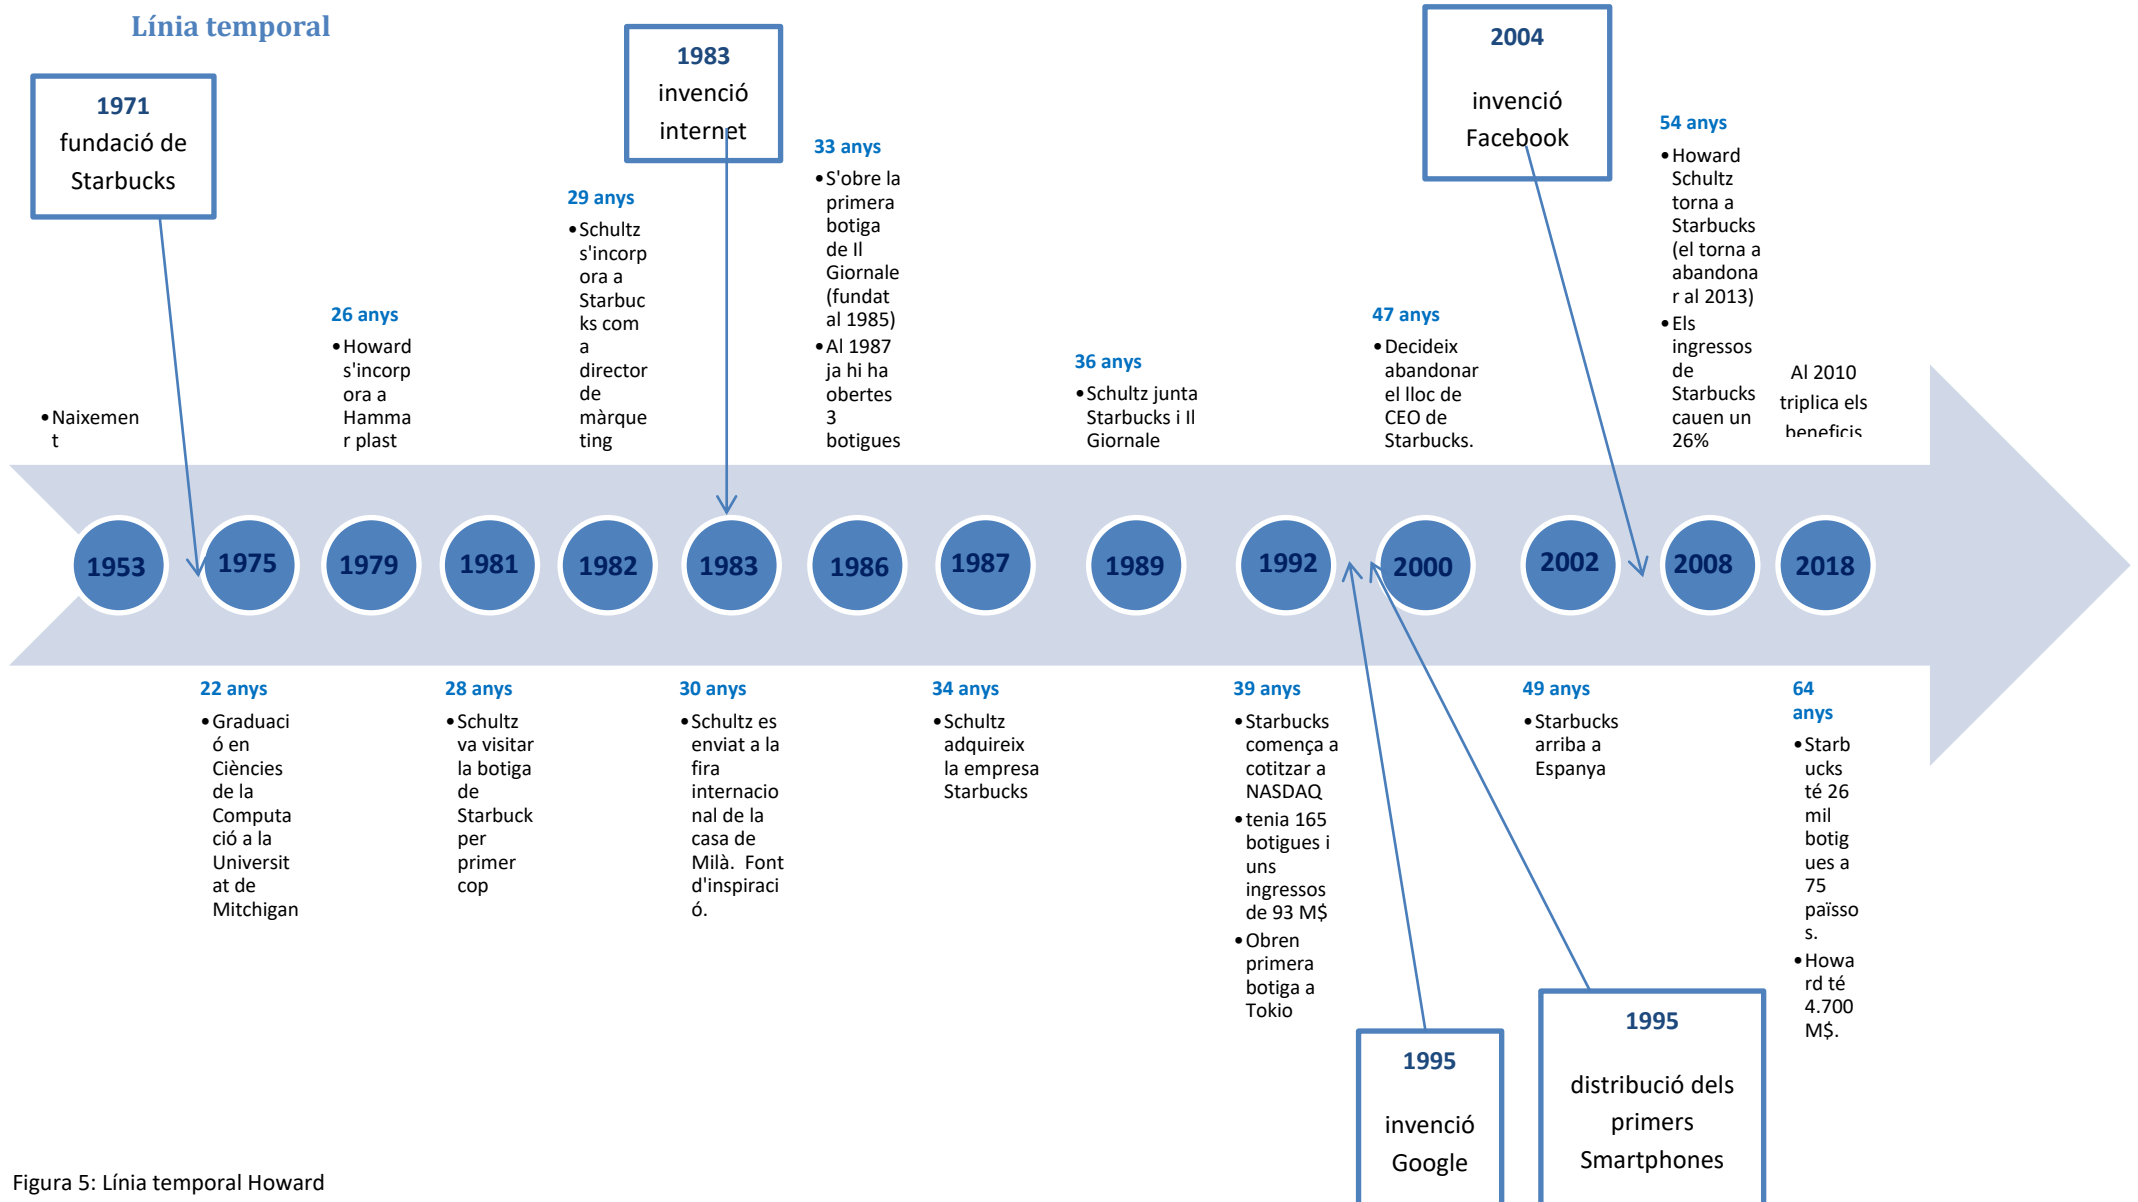 Línia temporal
1971
fundació de
Starbucks
1983
invenció
internet
2004
invenció
Facebook
•Naixemen
t
26 anys
•Howard
s'incorp
ora a
Hamma
r plast
29 anys
•Schultz
s'incorp
ora a
Starbuc
ks com
a
director
de
màrque
ting
33 anys
•S'obre la
primera
botiga
de Il
Giornale
(fundat
al 1985)
•Al 1987
ja hi ha
obertes
3
botigues
36 anys
•Schultz junta
Starbucks i Il
Giornale
47 anys
•Decideix
abandonar
el lloc de
CEO de
Starbucks.
54 anys
•Howard
Schultz
torna a
Starbucks
(el torna a
abandona
r al 2013)
•Els
ingressos
de
Starbucks
cauen un
26%
Al 2010
triplica els
beneficis
1953
1975
1979
1981
1982
1983
1986
1987
1989
1992
2000
2002
2008
2018
22 anys
•Graduaci
ó en
Ciències
de la
Computa
ció a la
Universit
at de
Mitchigan
28 anys
•Schultz
va visitar
la botiga
de
Starbuck
per
primer
cop
30 anys
•Schultz es
enviat a la
fira
internacio
nal de la
casa de
Milà. Font
d'inspiraci
ó.
34 anys
•Schultz
adquireix
la empresa
Starbucks
39 anys
•Starbucks
comença a
cotitzar a
NASDAQ
•tenia 165
botigues i
uns
ingressos
de 93 M$
•Obren
primera
botiga a
Tokio
49 anys
•Starbucks
arriba a
Espanya
64
anys
•Starb
ucks
té 26
mil
botig
ues a
75
païsso
s.
•Howa
rd té
4.700
M$.
1995
invenció
Google
1995
distribució dels
primers
Smartphones
Figura 5: Línia temporal Howard